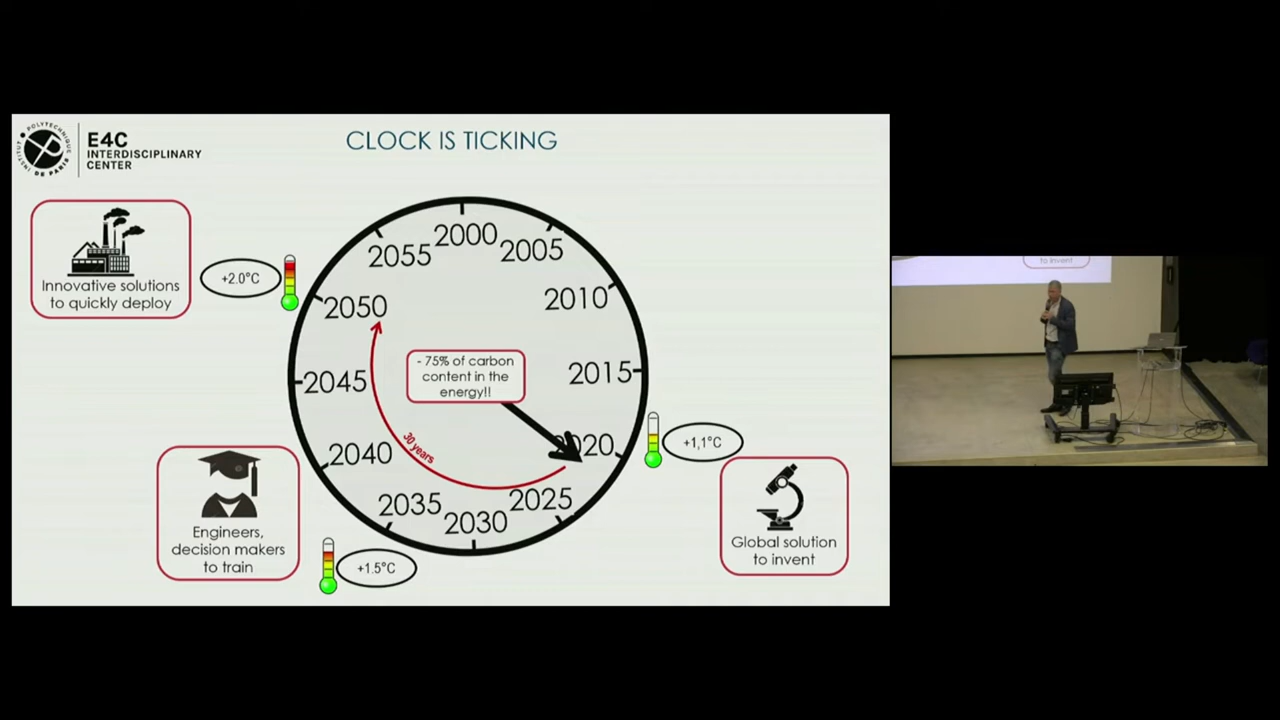 INSTITUT POLYTECHNIQUE DE PARIS
E4C
INTERDISCIPLINARY
CENTER
CLOCK IS TICKING
Innovative solutions
to quickly deploy
+2.0°C
2000
2005
2010
2015
2020
2025
2030
2035
2040
2045
2050
2055
- 75% of carbon
content in the
energy!!
30 years
+1,1°C
Engineers,
decision makers
to train
+1.5°C
Global solution
to invent
to invent